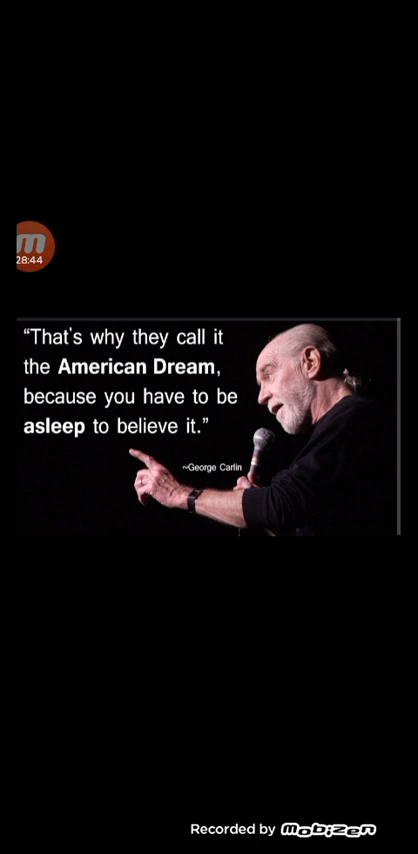 m
28:44
“That's why they call it
the American Dream,
because you have to be
asleep to believe it.”
~George Carlin
Recorded by mobizen